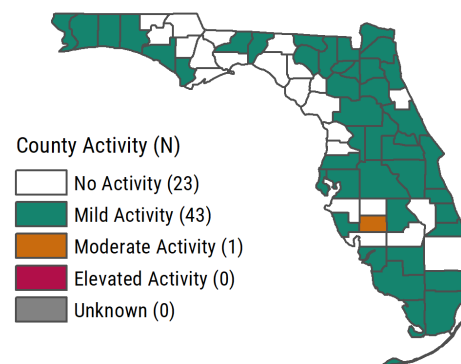 County Activity (N)
No Activity (23)
Mild Activity (43)
Moderate Activity (1)
Elevated Activity (0)
Unknown (0)